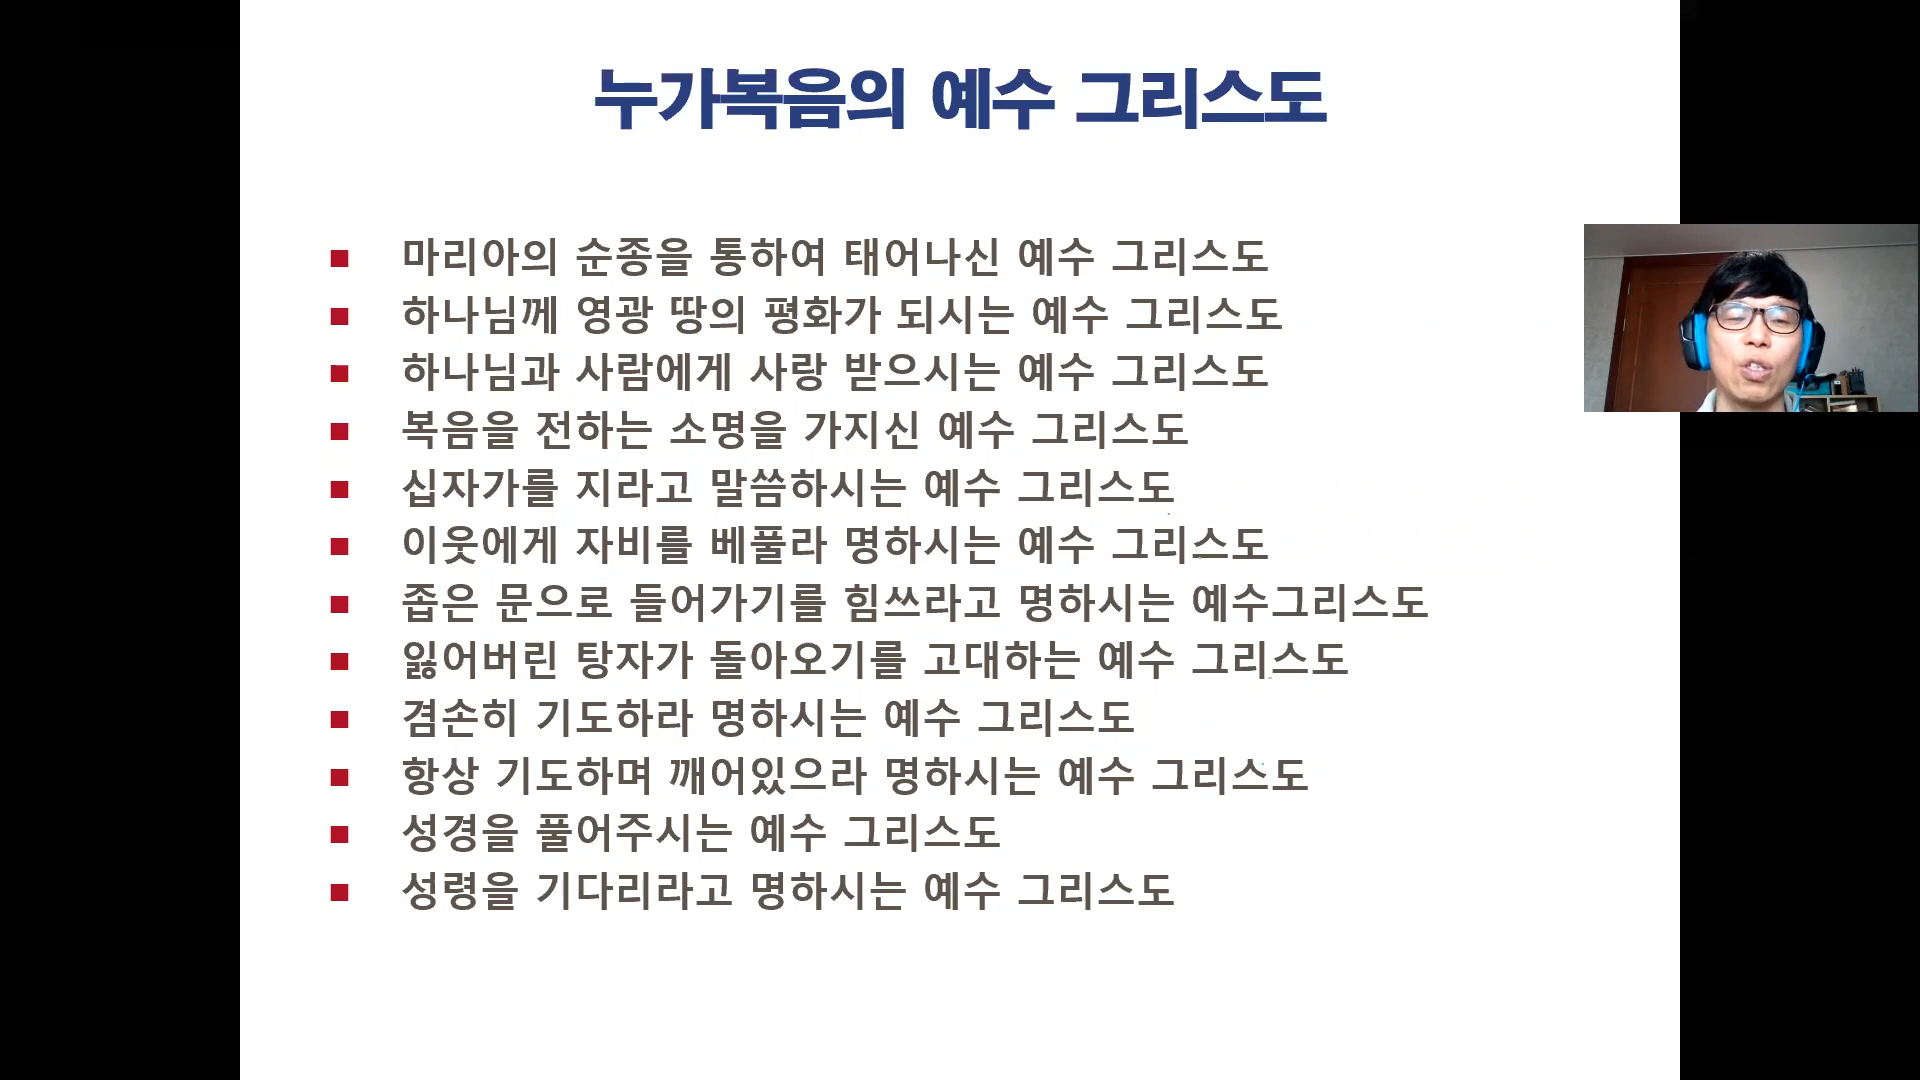 누가복음의 예수 그리스도
마리아의 순종을 통하여 태어나신 예수 그리스도
하나님께 영광 땅의 평화가 되시는 예수 그리스도
하나님과 사람에게 사랑 받으시는 예수 그리스도
복음을 전하는 소명을 가지신 예수 그리스도
십자가를 지라고 말씀하시는 예수 그리스도
이웃에게 자비를 베풀라 명하시는 예수 그리스도
좁은 문으로 들어가기를 힘쓰라고 명하시는 예수그리스도
잃어버린 탕자가 돌아오기를 고대하는 예수 그리스도
겸손히 기도하라 명하시는 예수 그리스도
항상 기도하며 깨어있으라 명하시는 예수 그리스도
성경을 풀어주시는 예수 그리스도
성령을 기다리라고 명하시는 예수 그리스도